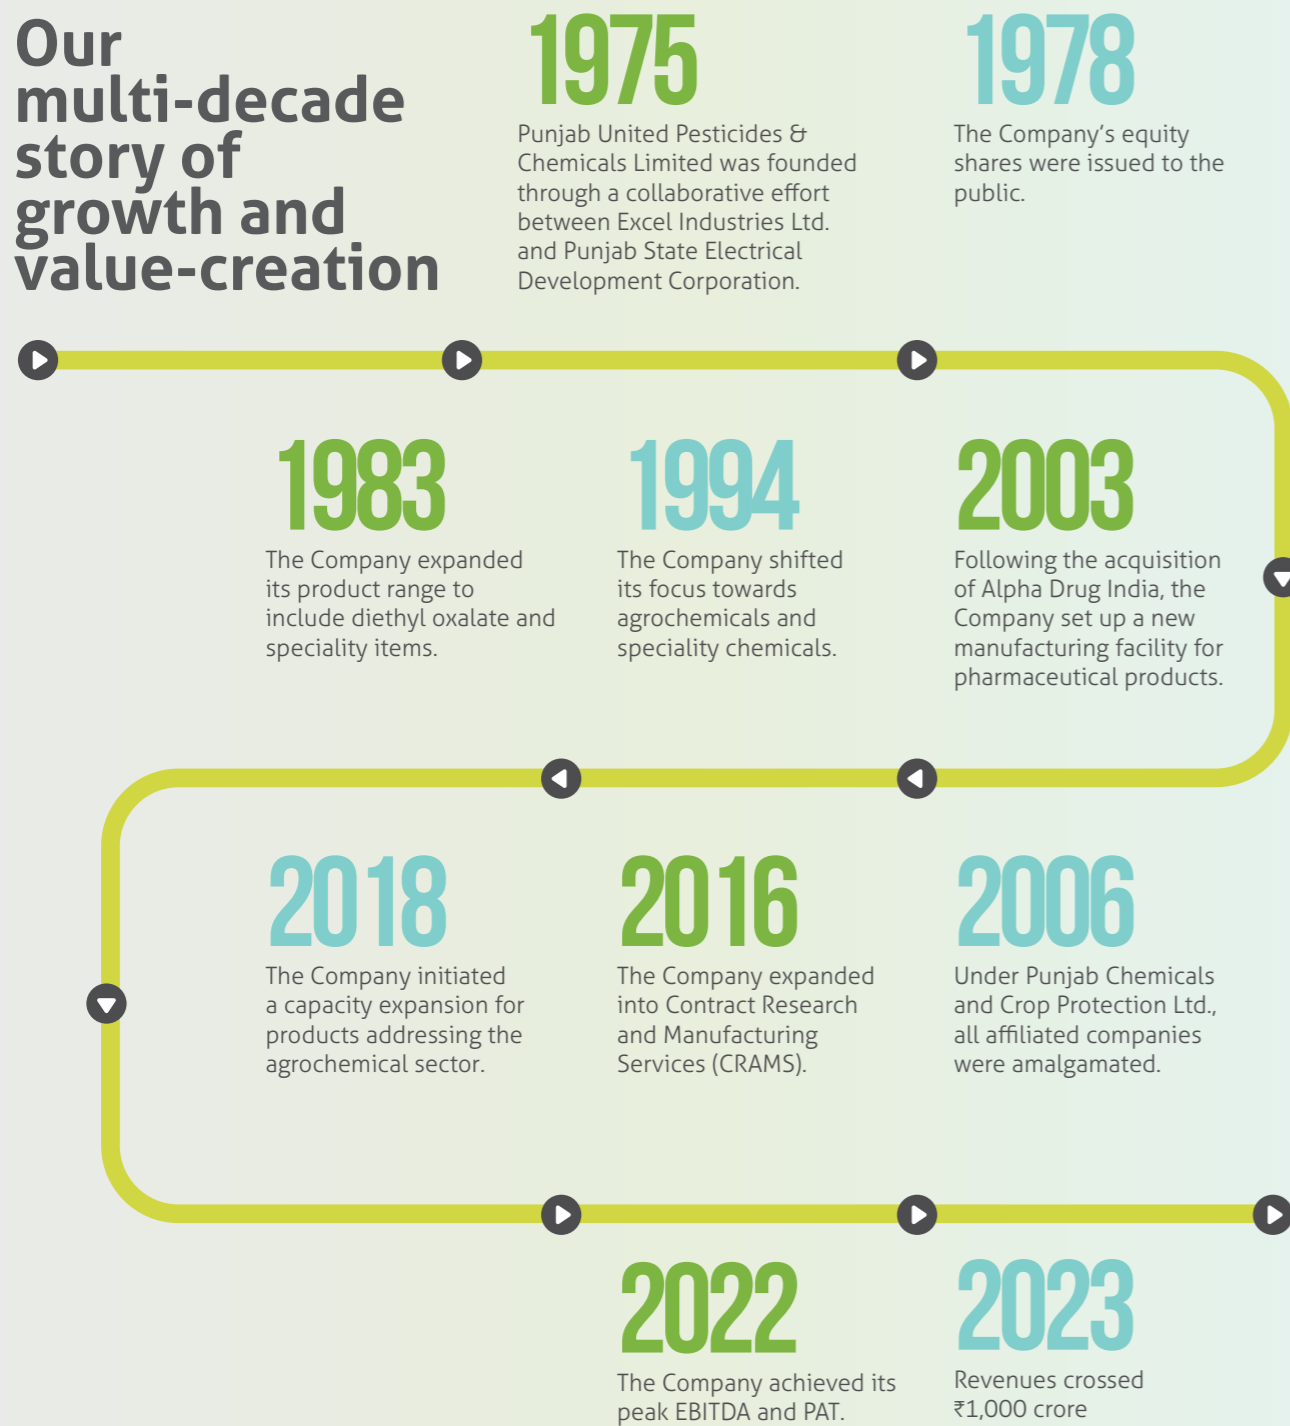 Our
multi-decade
story of
growth and
value-creation
1975
Punjab United Pesticides &
Chemicals Limited was founded
through a collaborative effort
between Excel Industries Ltd.
and Punjab State Electrical
Development Corporation.
1978
The Company's equity
shares were issued to the
public.
1983
The Company expanded
its product range to
include diethyl oxalate and
speciality items.
1994
The Company shifted
its focus towards
agrochemicals and
speciality chemicals.
2003
Following the acquisition
of Alpha Drug India, the
Company set up a new
manufacturing facility for
pharmaceutical products.
2018
The Company initiated
a capacity expansion for
products addressing the
agrochemical sector.
2016
The Company expanded
into Contract Research
and Manufacturing
Services (CRAMS).
2006
Under Punjab Chemicals
and Crop Protection Ltd.,
all affiliated companies
were amalgamated.
2022
The Company achieved its
peak EBITDA and PAT.
2023
Revenues crossed
₹1,000 crore